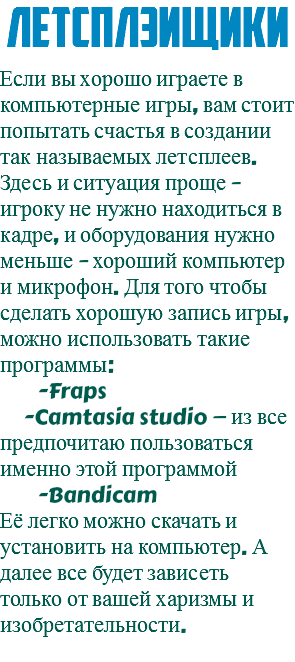 ЛЕТСПЛЭИЩИКИ
Если вы хорошо играете в
компьютерные игры, вам стоит
попытать счастья в создании
так называемых летсплеев.
Здесь и ситуация проще -
игроку не нужно находиться в
кадре, и оборудования нужно
меньше - хороший компьютер
и микрофон. Для того чтобы
сделать хорошую запись игры,
можно использовать такие
программы:
-Fraps
-Camtasia studio – из все
предпочитаю пользоваться
именно этой программой
-Bandicam
Её легко можно скачать и
установить на компьютер. А
далее все будет зависеть
только от вашей харизмы и
изобретательности.